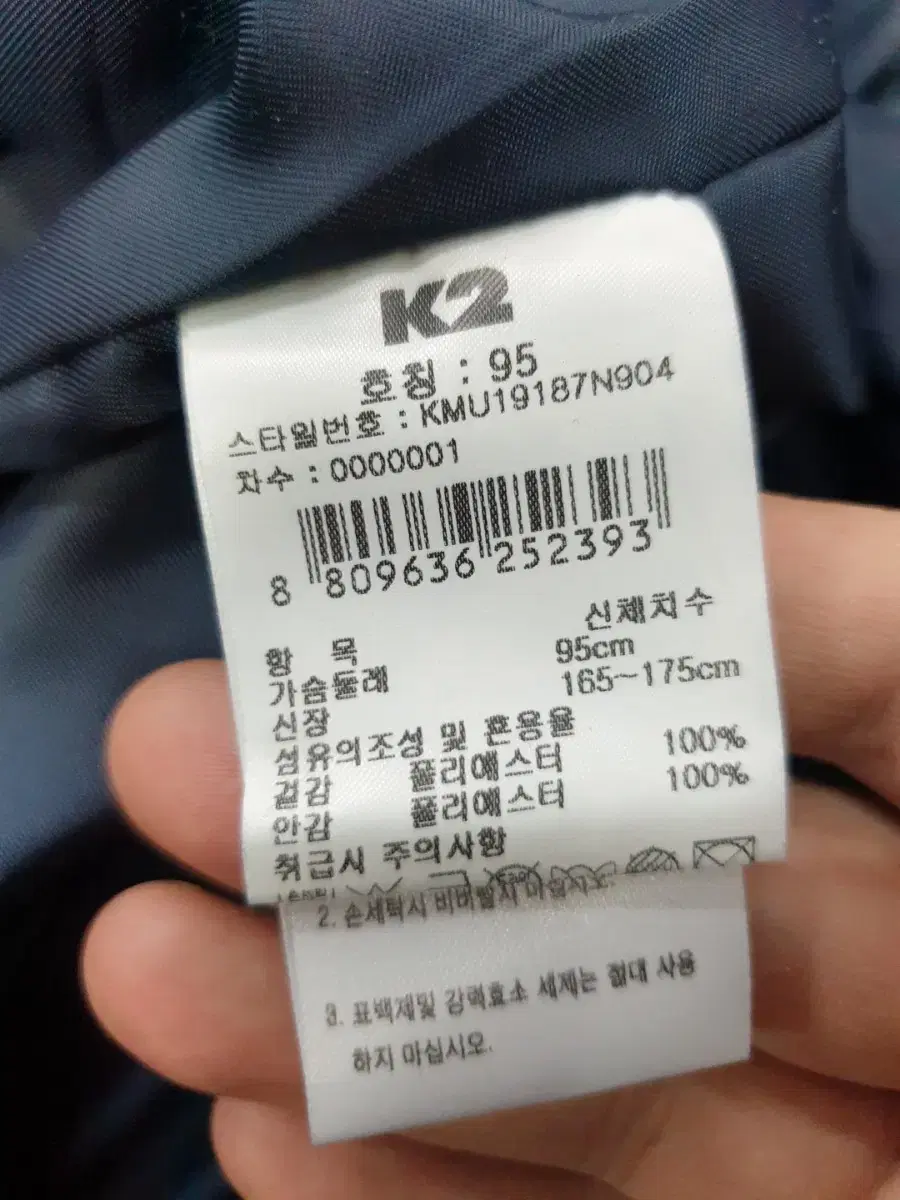 K2
호칭 : 95
스타일번호 : KMU19187N904
차수 : 0000001
8 809636 252393
항 목 신체치수
가슴둘레 95cm
신장 165~175cm
섬유의조성 및 혼용율
겉감 폴리에스터 100%
안감 폴리에스터 100%
취급시 주의사항
2. 손세탁시 비벼빨지 마십시오.
3. 표백제및 강력효소 세제는 절대 사용
하지 마십시오.